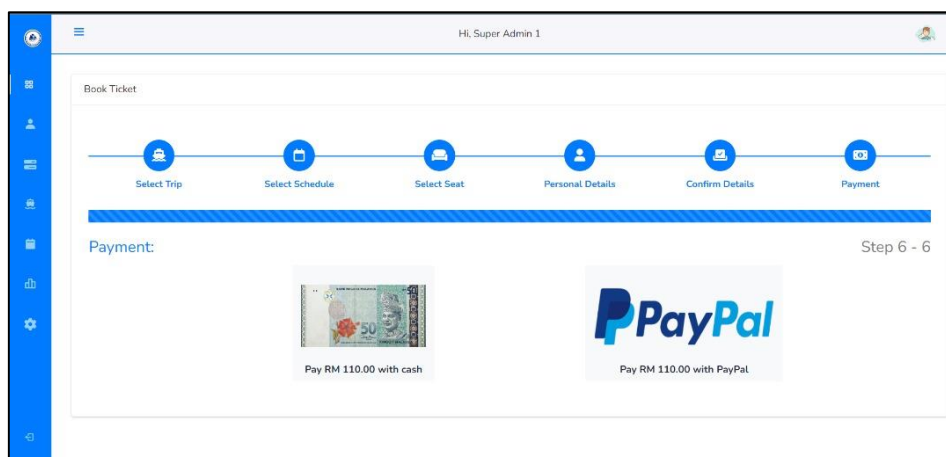 Hi, Super Admin 1
Book Ticket
Select Trip
Select Schedule
Select Seat
Personal Details
Confirm Details
Payment
Payment:
Step 6 - 6
50
PayPal
Pay RM 110.00 with cash
Pay RM 110.00 with PayPal